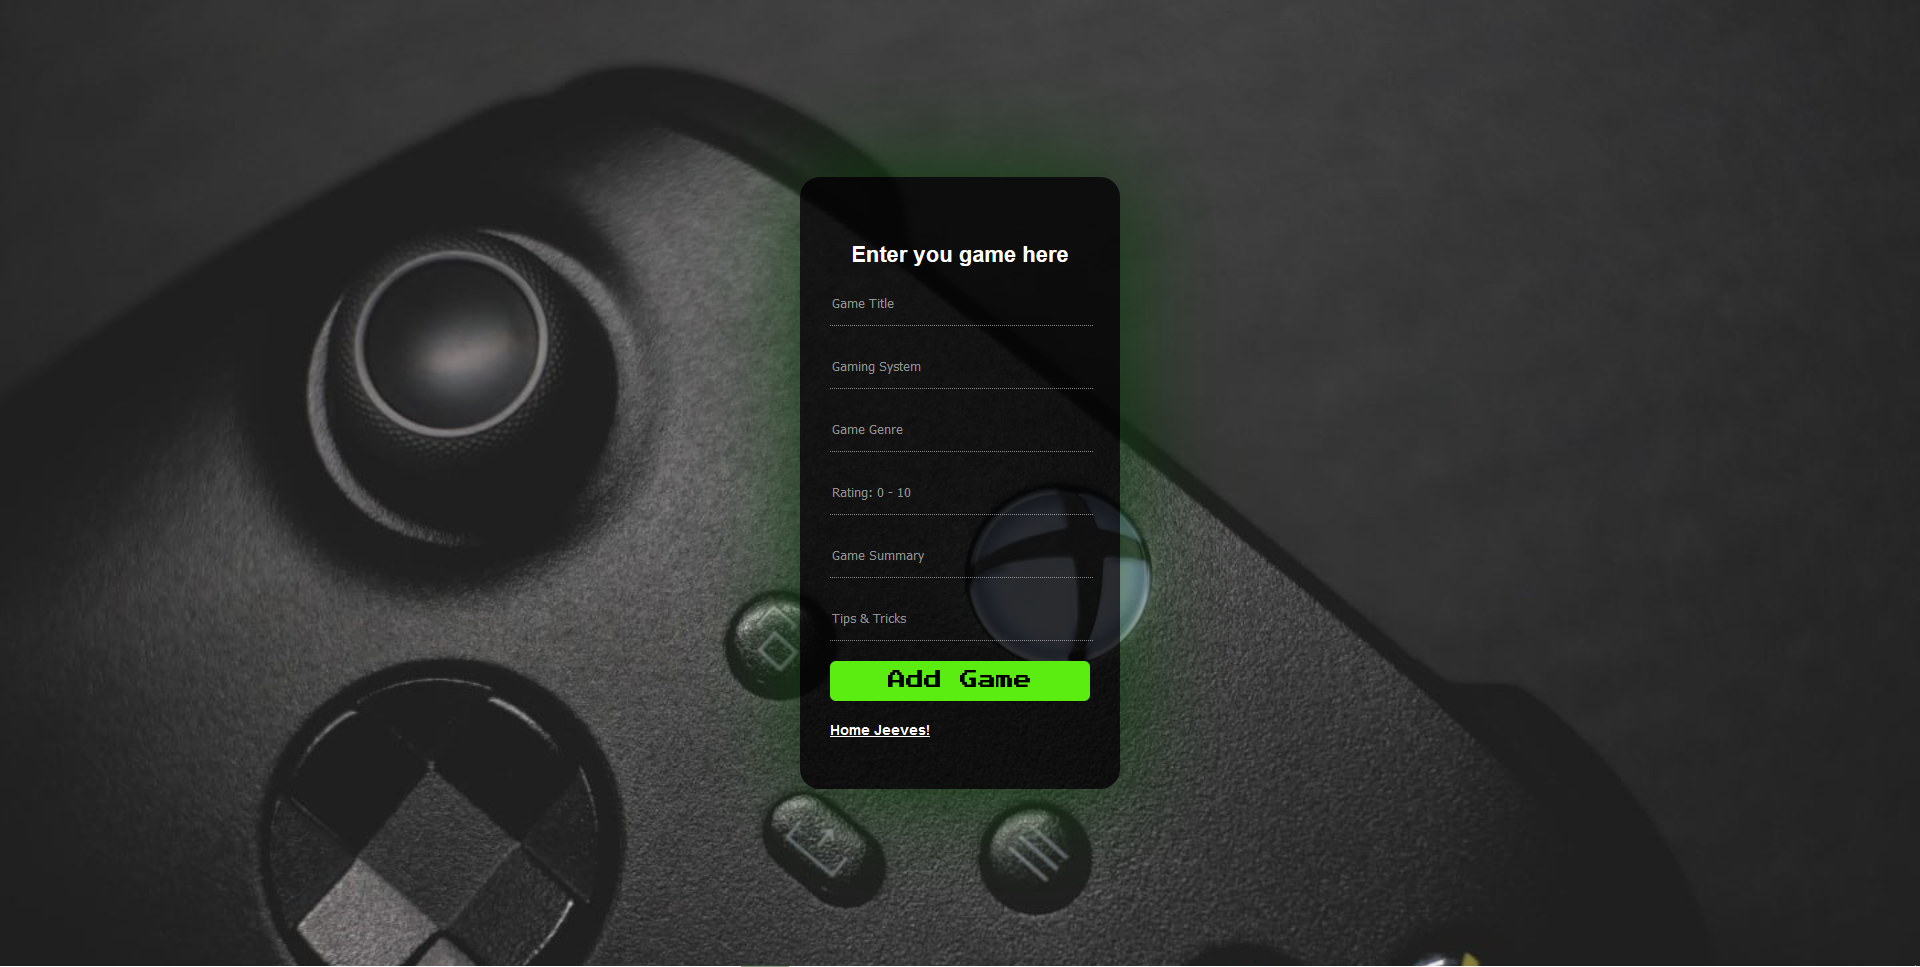 Enter you game here
Game Title
Gaming System
Game Genre
Rating: 0 - 10
Game Summary
Tips & Tricks
Add Game
Home Jeeves!